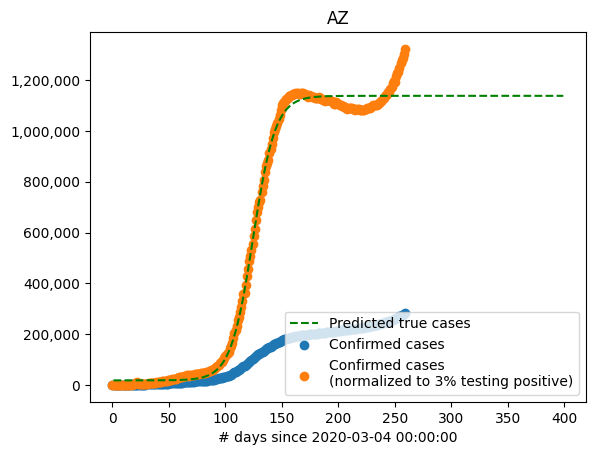 AZ
1,200,000
1,000,000
800,000
600,000
400,000
200,000
0
Predicted true cases
Confirmed cases
Confirmed cases
(normalized to 3% testing positive)
0 50 100 150 200 250 300 350 400
# days since 2020-03-04 00:00:00